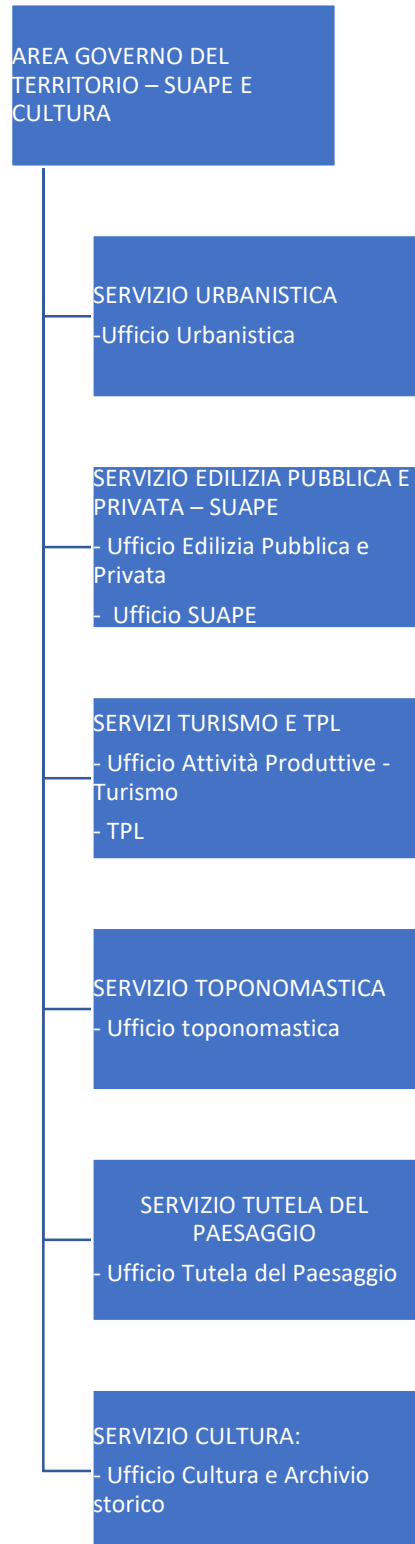 AREA GOVERNO DEL
TERRITORIO – SUAPE E
CULTURA
SERVIZIO URBANISTICA
-Ufficio Urbanistica
SERVIZIO EDILIZIA PUBBLICA E
PRIVATA – SUAPE
- Ufficio Edilizia Pubblica e
Privata
- Ufficio SUAPE
SERVIZI TURISMO E TPL
- Ufficio Attività Produttive -
Turismo
- TPL
SERVIZIO TOPONOMASTICA
- Ufficio toponomastica
SERVIZIO TUTELA DEL
PAESAGGIO
- Ufficio Tutela del Paesaggio
SERVIZIO CULTURA:
- Ufficio Cultura e Archivio
storico